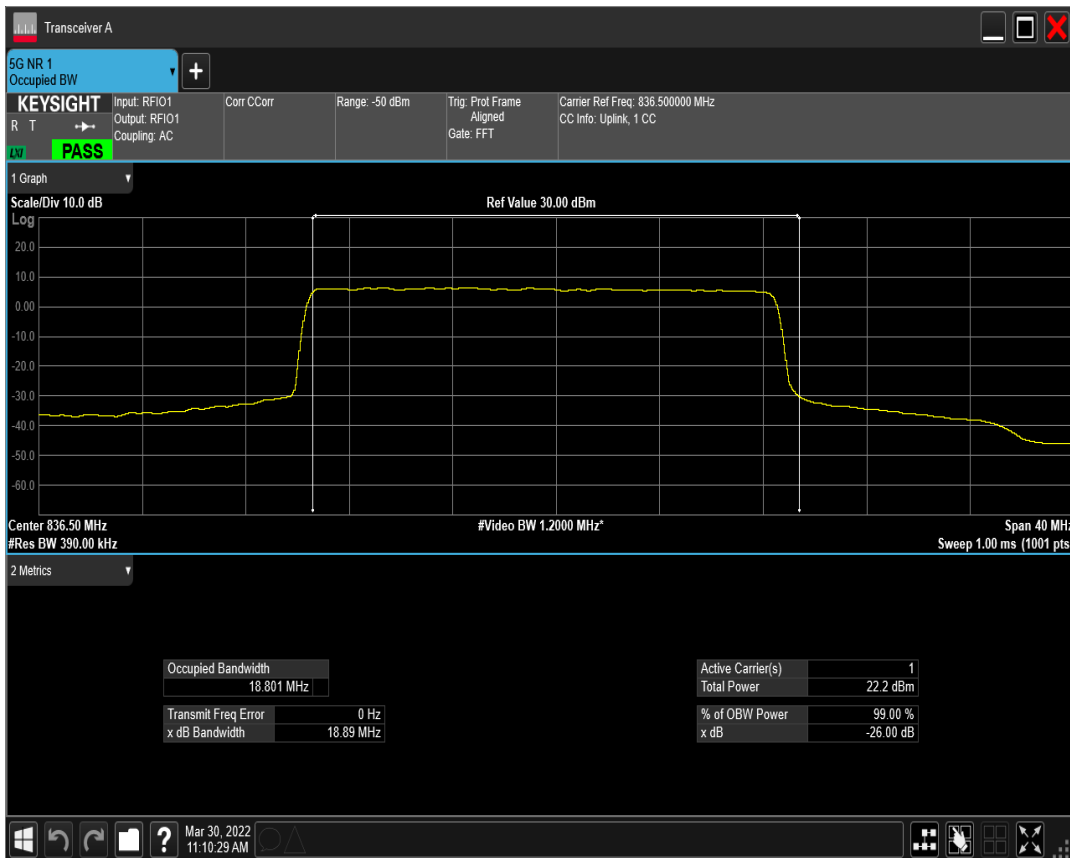 Transceiver A
5G NR 1
Occupied BW
+
KEYSIGHT
R T
LXI
PASS
Input: RFIO1
Output: RFIO1
Coupling: AC
Corr CCorr
Range: -50 dBm
Trig: Prot Frame
Aligned
Gate: FFT
Carrier Ref Freq: 836.500000 MHz
CC Info: Uplink, 1 CC
1 Graph
Scale/Div 10.0 dB
Ref Value 30.00 dBm
Log
20.0
10.0
0.00
-10.0
-20.0
-30.0
-40.0
-50.0
-60.0
Center 836.50 MHz
#Video BW 1.2000 MHz*
Span 40 MHz
#Res BW 390.00 kHz
Sweep 1.00 ms (1001 pts
2 Metrics
Occupied Bandwidth
18.801 MHz
Transmit Freq Error 0 Hz
x dB Bandwidth 18.89 MHz
Active Carrier(s) 1
Total Power 22.2 dBm
% of OBW Power 99.00 %
x dB -26.00 dB
?
Mar 30, 2022
11:10:29 AM